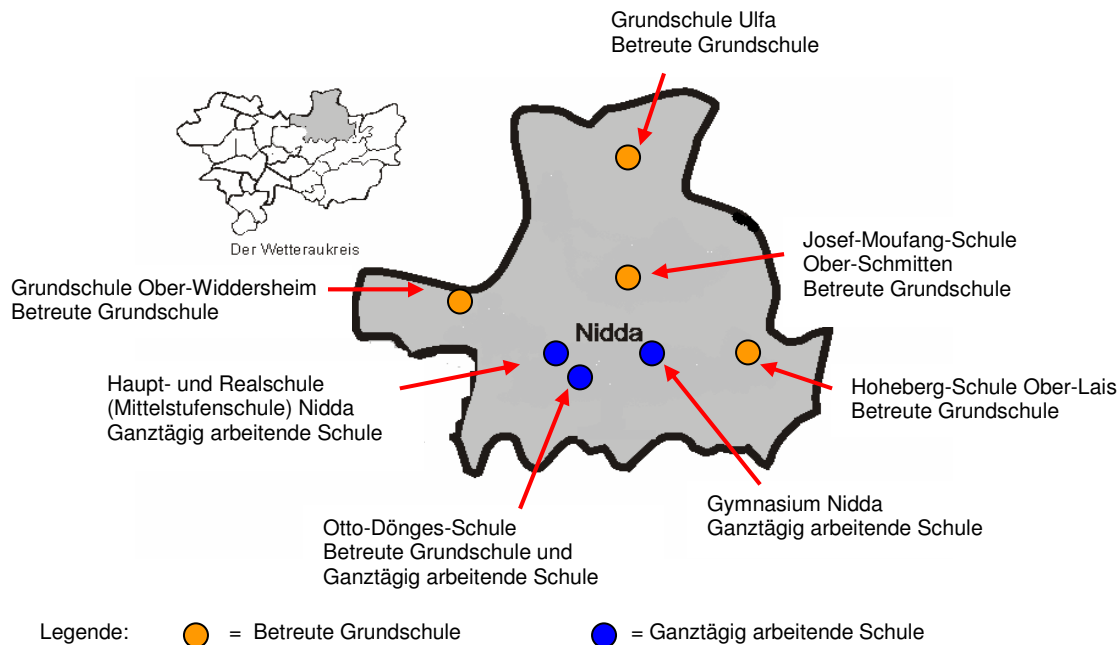 Grundschule Ulfa
Betreute Grundschule
Der Wetteraukreis
Josef-Moufang-Schule
Ober-Schmitten
Betreute Grundschule
Grundschule Ober-Widdersheim
Betreute Grundschule
Nidda
Haupt- und Realschule
(Mittelstufenschule) Nidda
Ganztägig arbeitende Schule
Hoheberg-Schule Ober-Lais
Betreute Grundschule
Gymnasium Nidda
Ganztägig arbeitende Schule
Otto-Dönges-Schule
Betreute Grundschule und
Ganztägig arbeitende Schule
Legende: = Betreute Grundschule = Ganztägig arbeitende Schule